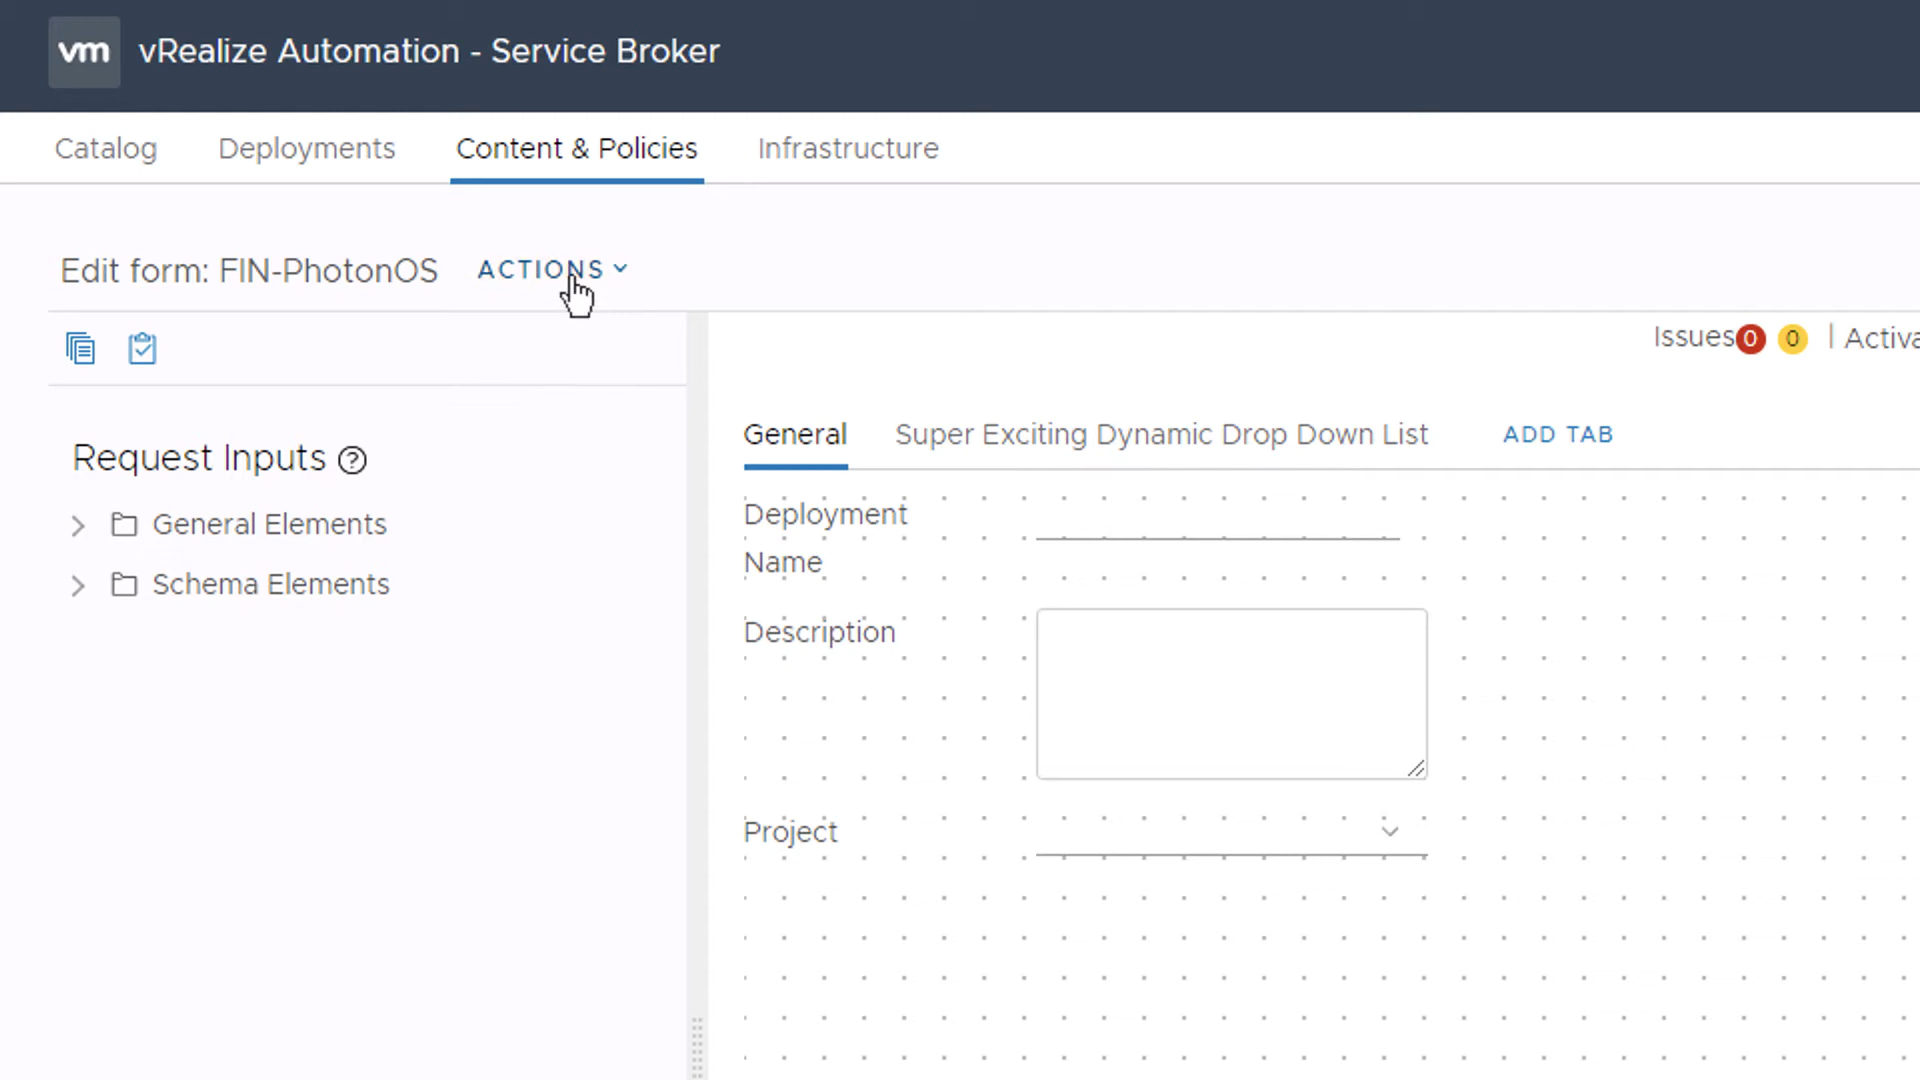 vm vRealize Automation - Service Broker
Catalog Deployments Content & Policies Infrastructure
Edit form: FIN-PhotonOS ACTIONS
Issues 0 0 | Activa
Request Inputs ?
General Super Exciting Dynamic Drop Down List ADD TAB
General Elements
Schema Elements
Deployment
Name
Description
Project